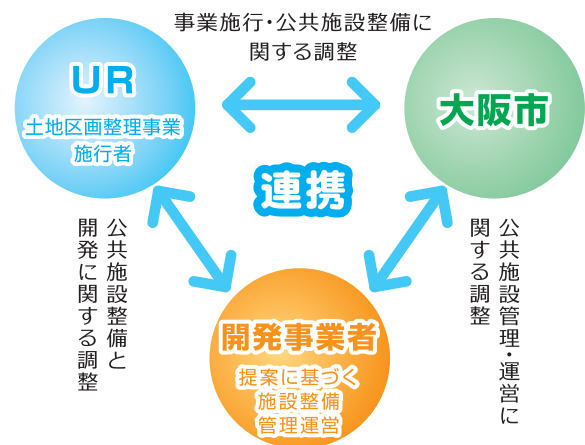 事業施行・公共施設整備に
関する調整
UR
土地区画整理事業
施行者
大阪市
連携
公共施設整備と
開発に関する調整
公共施設管理・運営に
関する調整
開発事業者
提案に基づく
施設整備
管理運営